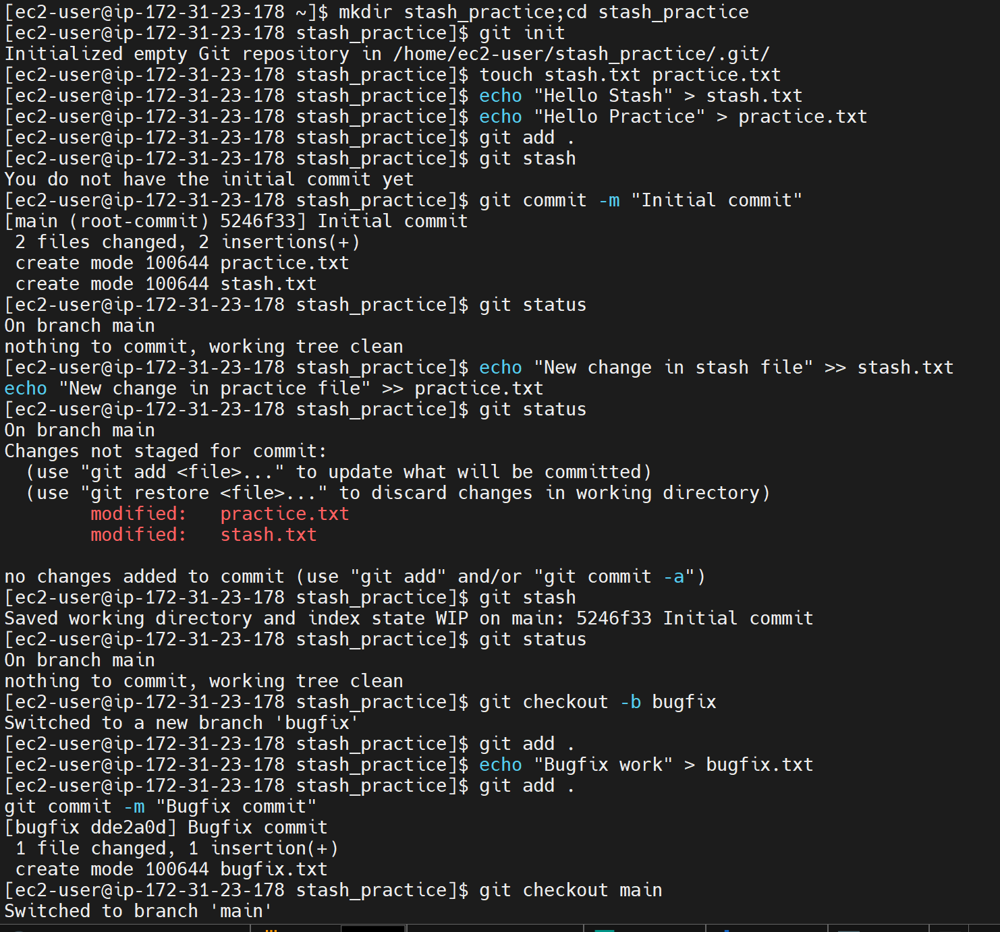 [ec2-user@ip-172-31-23-178 ~]$ mkdir stash_practice;cd stash_practice
[ec2-user@ip-172-31-23-178 stash_practice]$ git init
Initialized empty Git repository in /home/ec2-user/stash_practice/.git/
[ec2-user@ip-172-31-23-178 stash_practice]$ touch stash.txt practice.txt
[ec2-user@ip-172-31-23-178 stash_practice]$ echo "Hello Stash" > stash.txt
[ec2-user@ip-172-31-23-178 stash_practice]$ echo "Hello Practice" > practice.txt
[ec2-user@ip-172-31-23-178 stash_practice]$ git add .
[ec2-user@ip-172-31-23-178 stash_practice]$ git stash
You do not have the initial commit yet
[ec2-user@ip-172-31-23-178 stash_practice]$ git commit -m "Initial commit"
[main (root-commit) 5246f33] Initial commit
 2 files changed, 2 insertions(+)
 create mode 100644 practice.txt
 create mode 100644 stash.txt
[ec2-user@ip-172-31-23-178 stash_practice]$ git status
On branch main
nothing to commit, working tree clean
[ec2-user@ip-172-31-23-178 stash_practice]$ echo "New change in stash file" >> stash.txt
echo "New change in practice file" >> practice.txt
[ec2-user@ip-172-31-23-178 stash_practice]$ git status
On branch main
Changes not staged for commit:
  (use "git add <file>..." to update what will be committed)
  (use "git restore <file>..." to discard changes in working directory)
        modified:   practice.txt
        modified:   stash.txt

no changes added to commit (use "git add" and/or "git commit -a")
[ec2-user@ip-172-31-23-178 stash_practice]$ git stash
Saved working directory and index state WIP on main: 5246f33 Initial commit
[ec2-user@ip-172-31-23-178 stash_practice]$ git status
On branch main
nothing to commit, working tree clean
[ec2-user@ip-172-31-23-178 stash_practice]$ git checkout -b bugfix
Switched to a new branch 'bugfix'
[ec2-user@ip-172-31-23-178 stash_practice]$ git add .
[ec2-user@ip-172-31-23-178 stash_practice]$ echo "Bugfix work" > bugfix.txt
[ec2-user@ip-172-31-23-178 stash_practice]$ git add .
git commit -m "Bugfix commit"
[bugfix dde2a0d] Bugfix commit
 1 file changed, 1 insertion(+)
 create mode 100644 bugfix.txt
[ec2-user@ip-172-31-23-178 stash_practice]$ git checkout main
Switched to branch 'main'